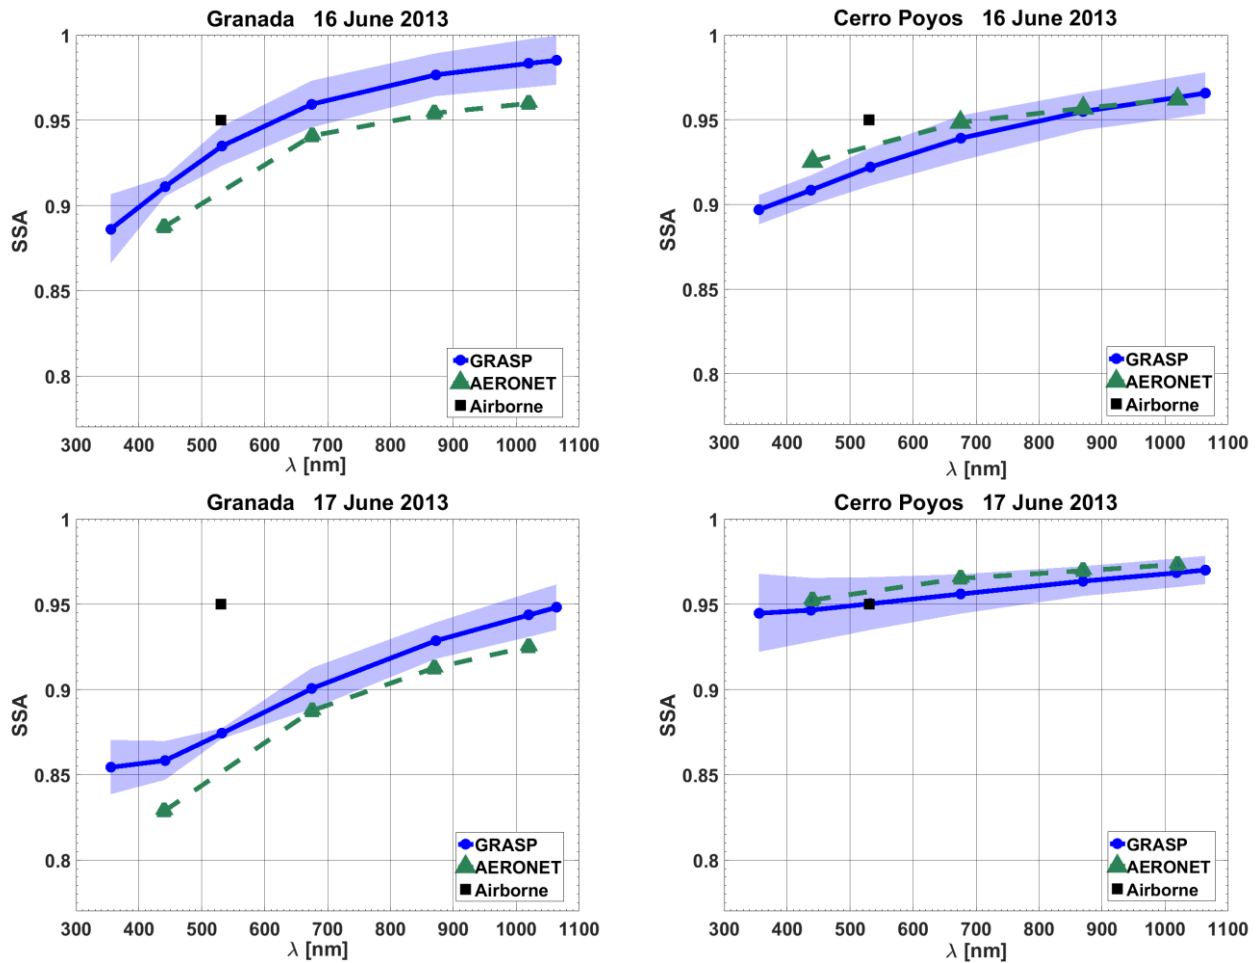 Granada 16 June 2013
1
0.95
0.9
0.85
0.8
SSA
GRASP
AERONET
Airborne
300 400 500 600 700 800 900 1000 1100
λ [nm]
Cerro Poyos 16 June 2013
1
0.95
0.9
0.85
0.8
SSA
GRASP
AERONET
Airborne
300 400 500 600 700 800 900 1000 1100
λ [nm]
Granada 17 June 2013
1
0.95
0.9
0.85
0.8
SSA
GRASP
AERONET
Airborne
300 400 500 600 700 800 900 1000 1100
λ [nm]
Cerro Poyos 17 June 2013
1
0.95
0.9
0.85
0.8
SSA
GRASP
AERONET
Airborne
300 400 500 600 700 800 900 1000 1100
λ [nm]